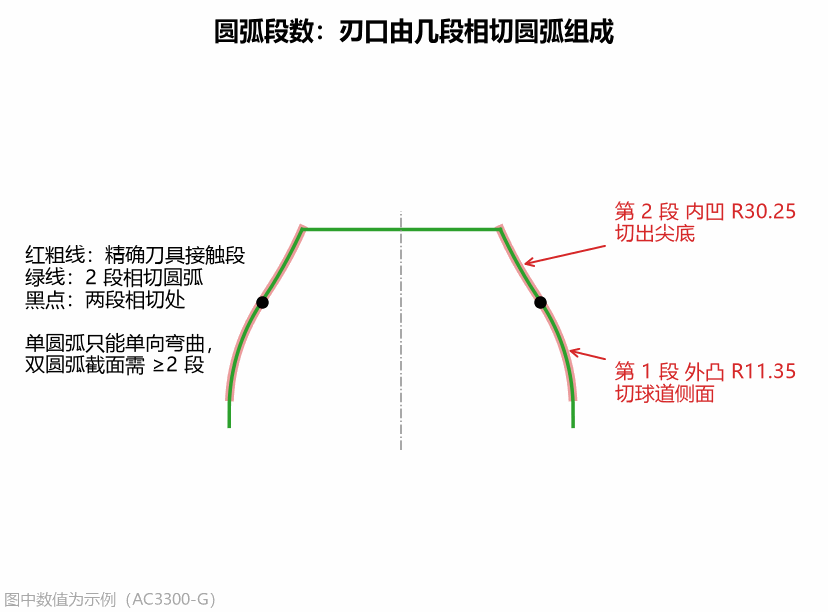 圆弧段数：刃口由几段相切圆弧组成
第 2 段 内凹 R30.25
切出尖底
红粗线：精确刀具接触段
绿线：2 段相切圆弧
黑点：两段相切处
单圆弧只能单向弯曲，
双圆弧截面需 ≥2 段
第 1 段 外凸 R11.35
切球道侧面
图中数值为示例（AC3300-G）